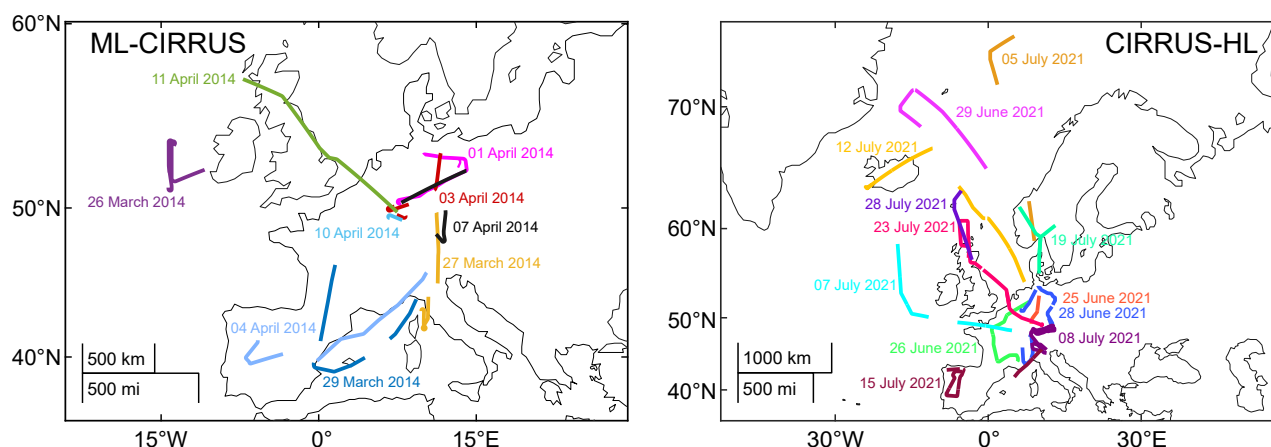 60°N
ML-CIRRUS
11 April 2014
01 April 2014
26 March 2014
03 April 2014
50°N
10 April 2014
07 April 2014
27 March 2014
04 April 2014
40°N
500 km
500 mi
29 March 2014
15°W
0°
15°E
CIRRUS-HL
05 July 2021
70°N
29 June 2021
12 July 2021
28 July 2021
23 July 2021
60°N
19 July 2021
07 July 2021
25 June 2021
28 June 2021
50°N
08 July 2021
26 June 2021
1000 km
500 mi
15 July 2021
40°N
30°W
0°
30°E